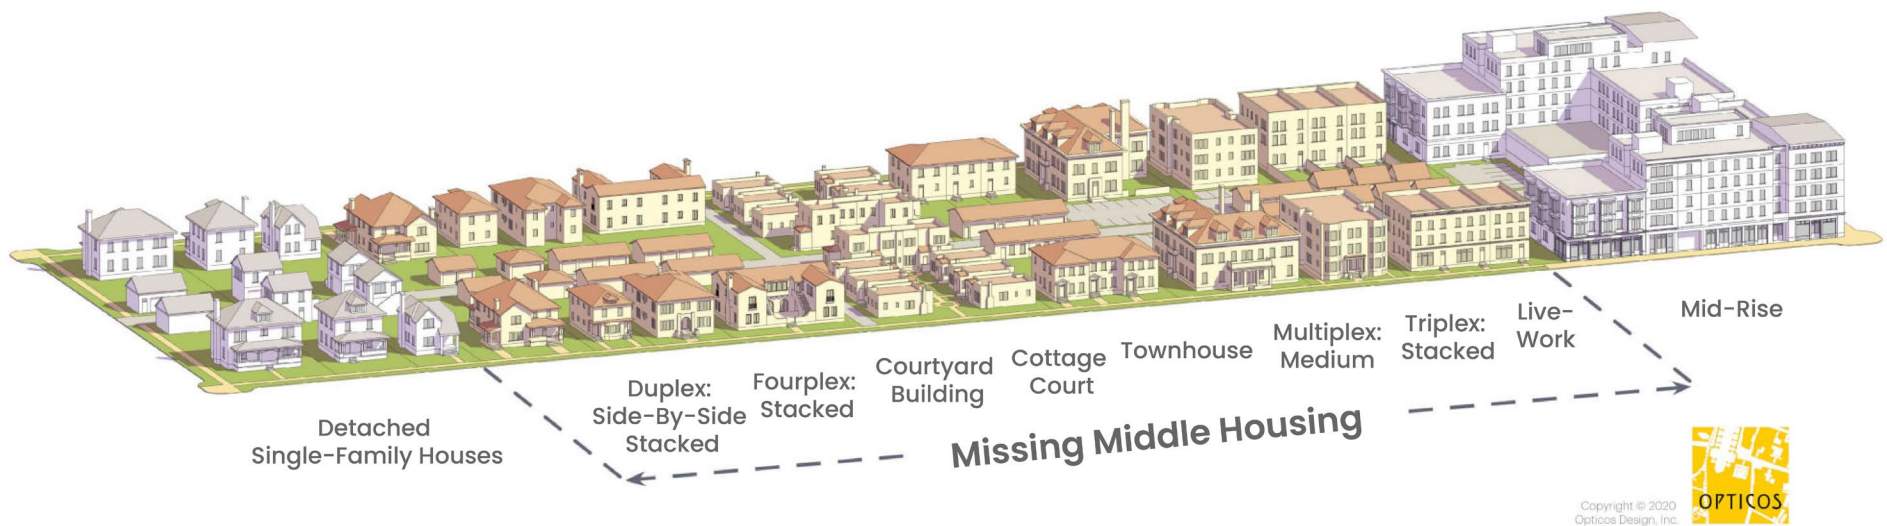 Detached
Single-Family Houses
Duplex:
Side-By-Side
Stacked
Fourplex:
Stacked
Courtyard
Building
Cottage
Court
Townhouse
Multiplex:
Medium
Triplex:
Stacked
Live-
Work
Mid-Rise
Missing Middle Housing
OPTICOS
Copyright © 2020
Opticos Design, Inc.